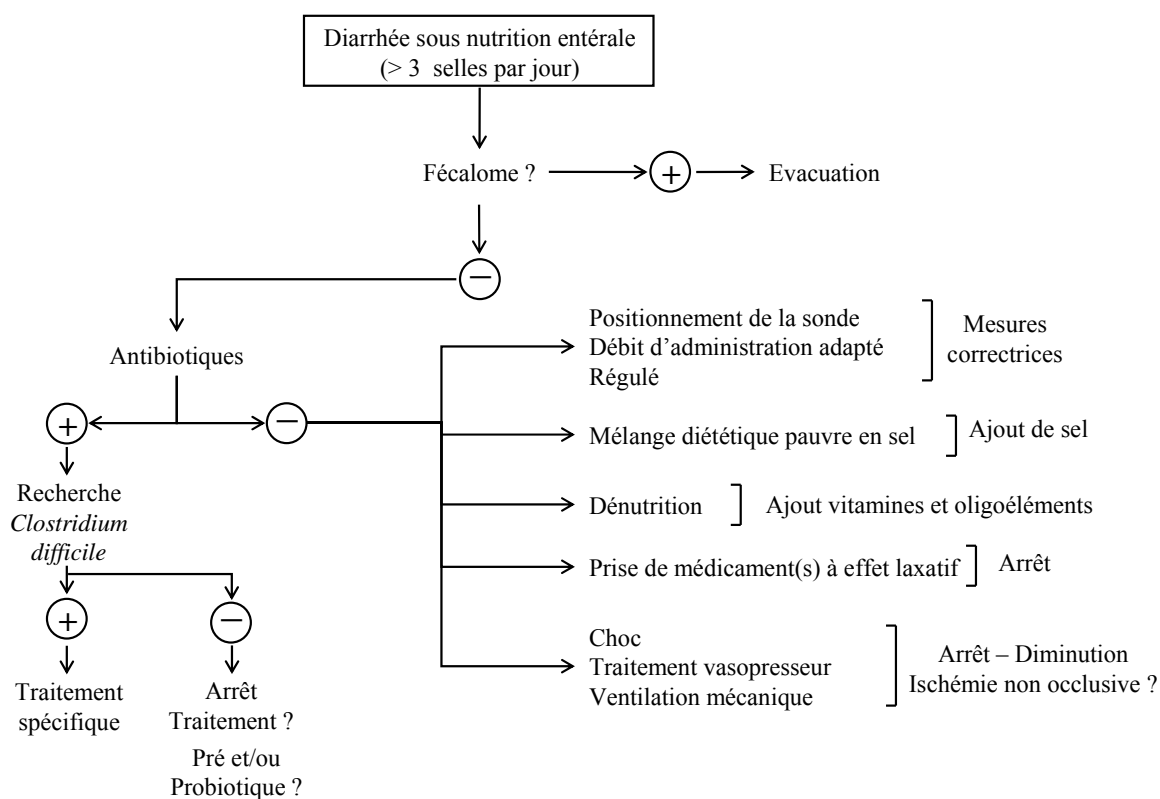 Diarrhée sous nutrition entérale
(> 3 selles par jour)
Fécalome ?
+
Evacuation
−
Antibiotiques
+
−
Positionnement de la sonde
Débit d’administration adapté
Régulé
Mesures
correctrices
Mélange diététique pauvre en sel
Ajout de sel
Dénutrition
Ajout vitamines et oligoéléments
Prise de médicament(s) à effet laxatif
Arrêt
Choc
Traitement vasopresseur
Ventilation mécanique
Arrêt – Diminution
Ischémie non occlusive ?
Recherche
Clostridium
difficile
+
−
Traitement
spécifique
Arrêt
Traitement ?
Pré et/ou
Probiotique ?